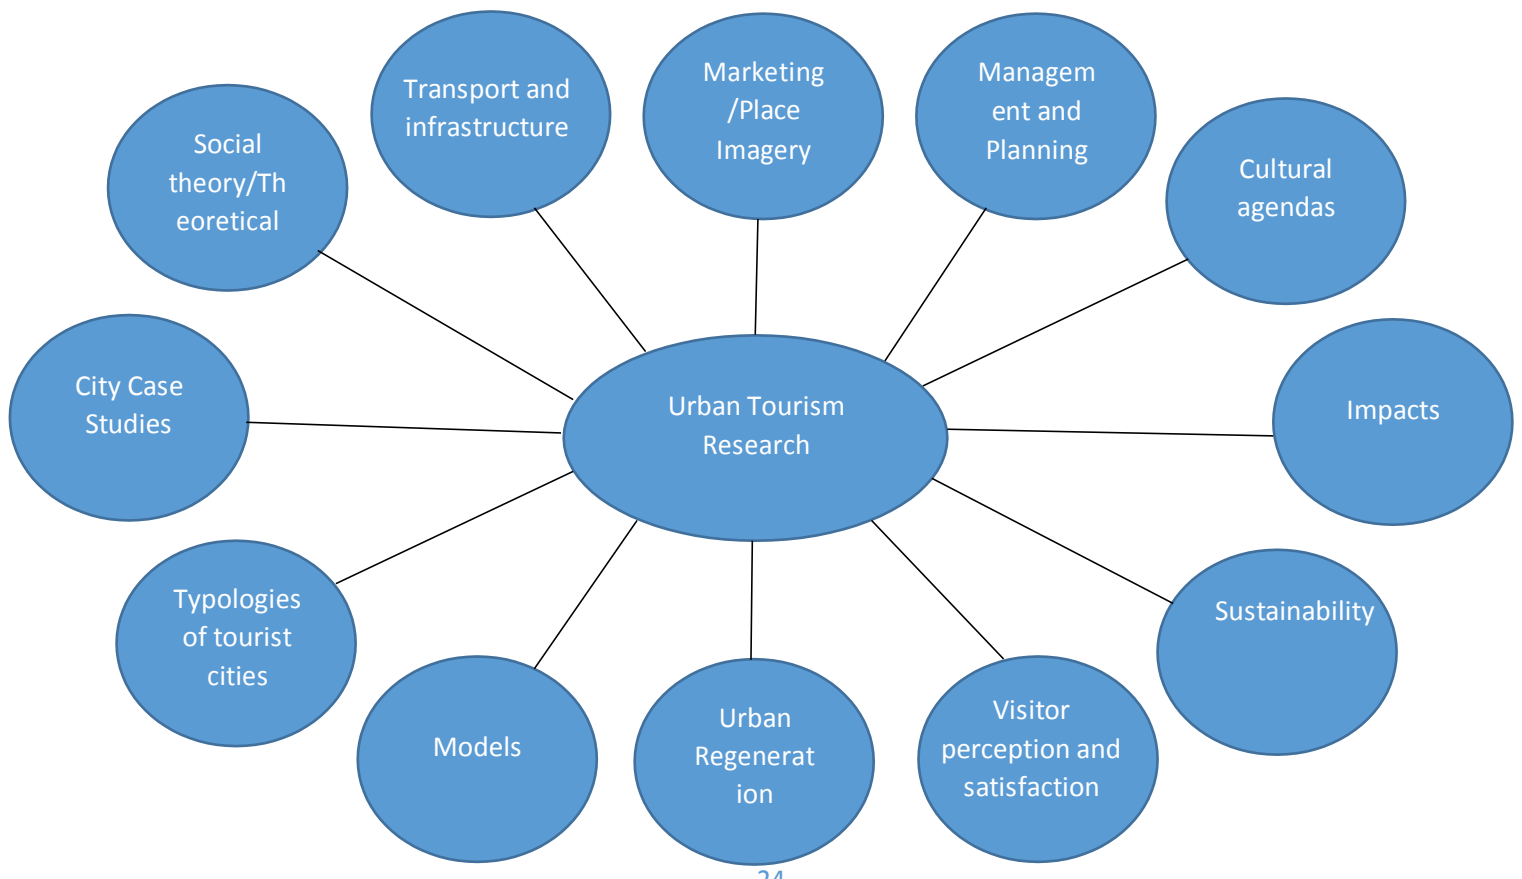 Transport and
infrastructure
Marketing
/Place
Imagery
Managem
ent and
Planning
Social
theory/Th
eoretical
Cultural
agendas
City Case
Studies
Urban Tourism
Research
Impacts
Typologies
of tourist
cities
Sustainability
Models
Urban
Regenerat
ion
Visitor
perception and
satisfaction
24